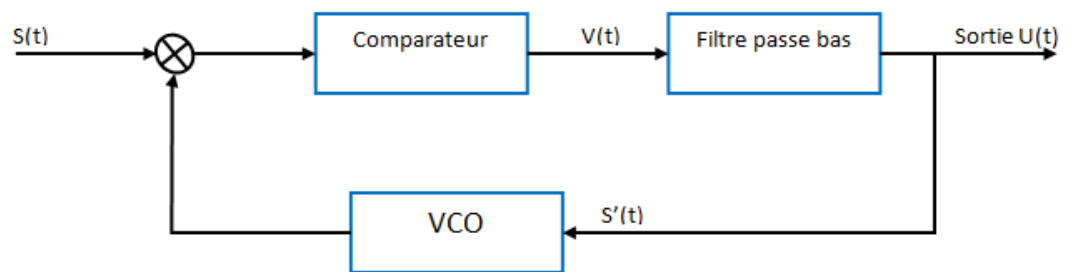 S(t)
Comparateur
V(t)
Filtre passe bas
Sortie U(t)
VCO
S’(t)